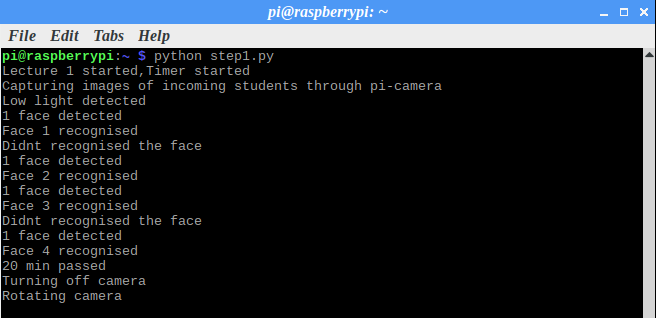 pi@raspberrypi: ~
File Edit Tabs Help
pi@raspberrypi:~ $ python step1.py
Lecture 1 started,Timer started
Capturing images of incoming students through pi-camera
Low light detected
1 face detected
Face 1 recognised
Didnt recognised the face
1 face detected
Face 2 recognised
1 face detected
Face 3 recognised
Didnt recognised the face
1 face detected
Face 4 recognised
20 min passed
Turning off camera
Rotating camera